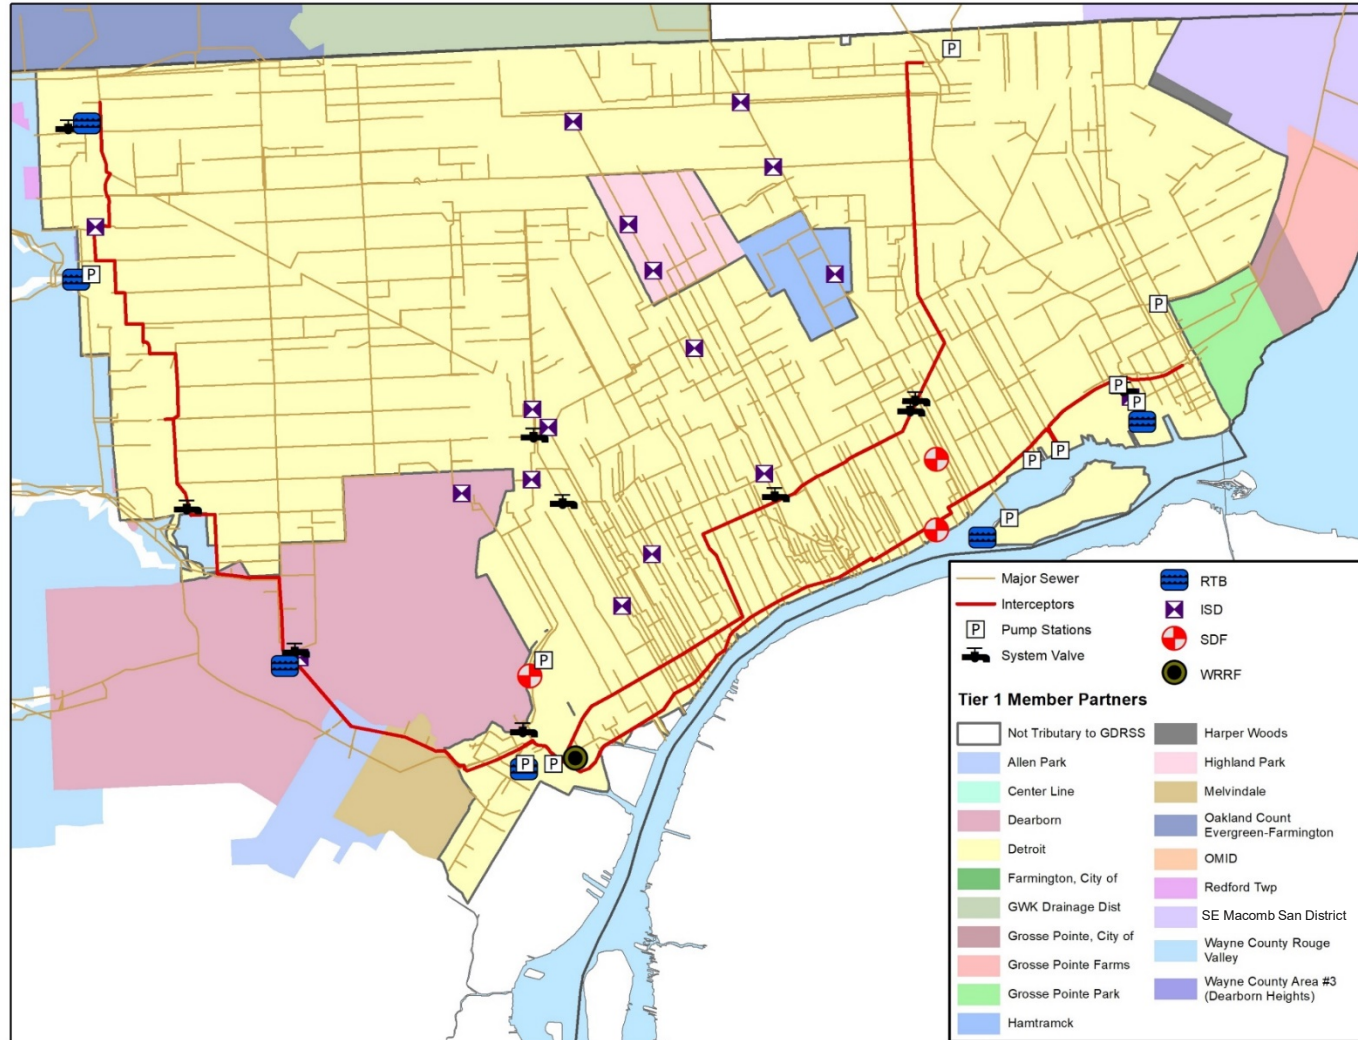 P
P
P
P
P
P
P
P
P
P
P
P
Major Sewer
Interceptors
P Pump Stations
System Valve
RTB
ISD
SDF
WRRF
Tier 1 Member Partners
Not Tributary to GDRSS
Allen Park
Center Line
Dearborn
Detroit
Farmington, City of
GWK Drainage Dist
Grosse Pointe, City of
Grosse Pointe Farms
Grosse Pointe Park
Hamtramck
Harper Woods
Highland Park
Melvindale
Oakland Count
Evergreen-Farmington
OMID
Redford Twp
SE Macomb San District
Wayne County Rouge
Valley
Wayne County Area #3
(Dearborn Heights)